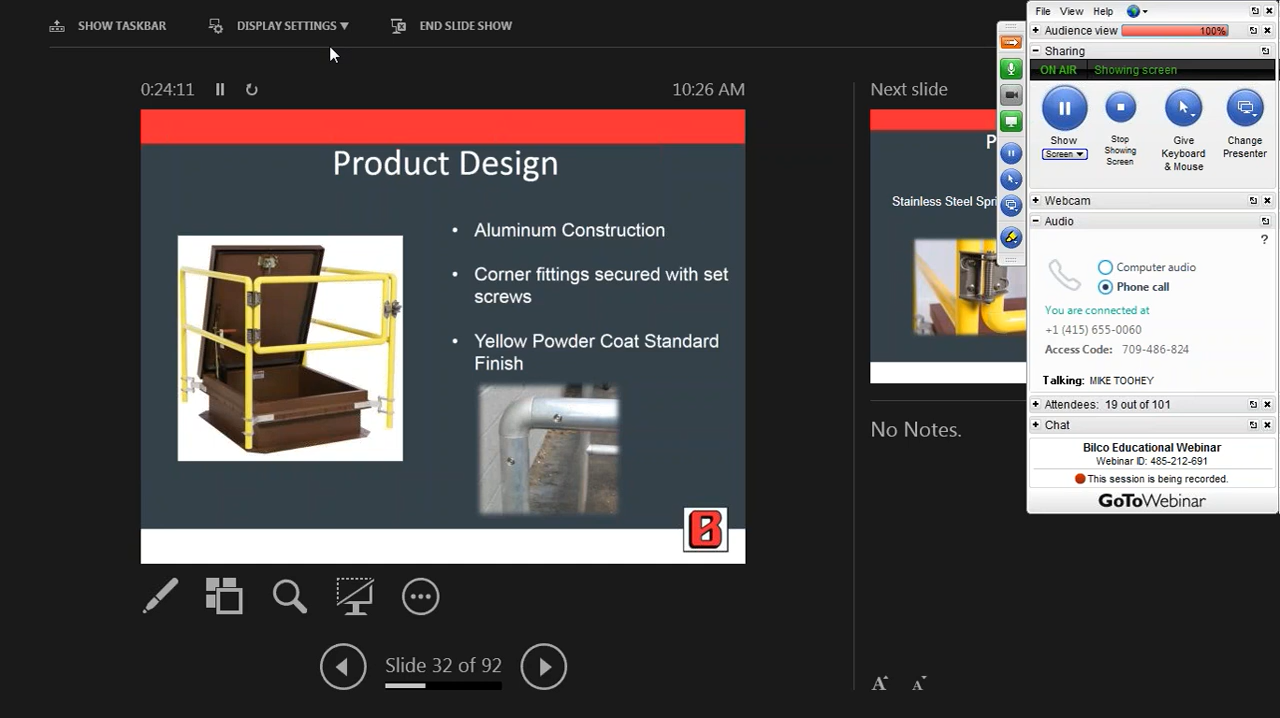 SHOW TASKBAR
DISPLAY SETTINGS ▼
END SLIDE SHOW
0:24:11
10:26 AM
Product Design
• Aluminum Construction
• Corner fittings secured with set
screws
• Yellow Powder Coat Standard
Finish
B
Slide 32 of 92
Next slide
Stainless Steel
No Notes.
A
A
File View Help
Audience view
100%
Sharing
ON AIR
Showing screen
Show
Screen
Stop
Showing
Screen
Give
Keyboard
& Mouse
Change
Presenter
Webcam
Audio
?
Computer audio
Phone call
You are connected at
+1 (415) 655-0060
Access Code: 709-486-824
Talking: MIKE TOOHEY
Attendees: 19 out of 101
Chat
Bilco Educational Webinar
Webinar ID: 485-212-691
This session is being recorded.
GoToWebinar